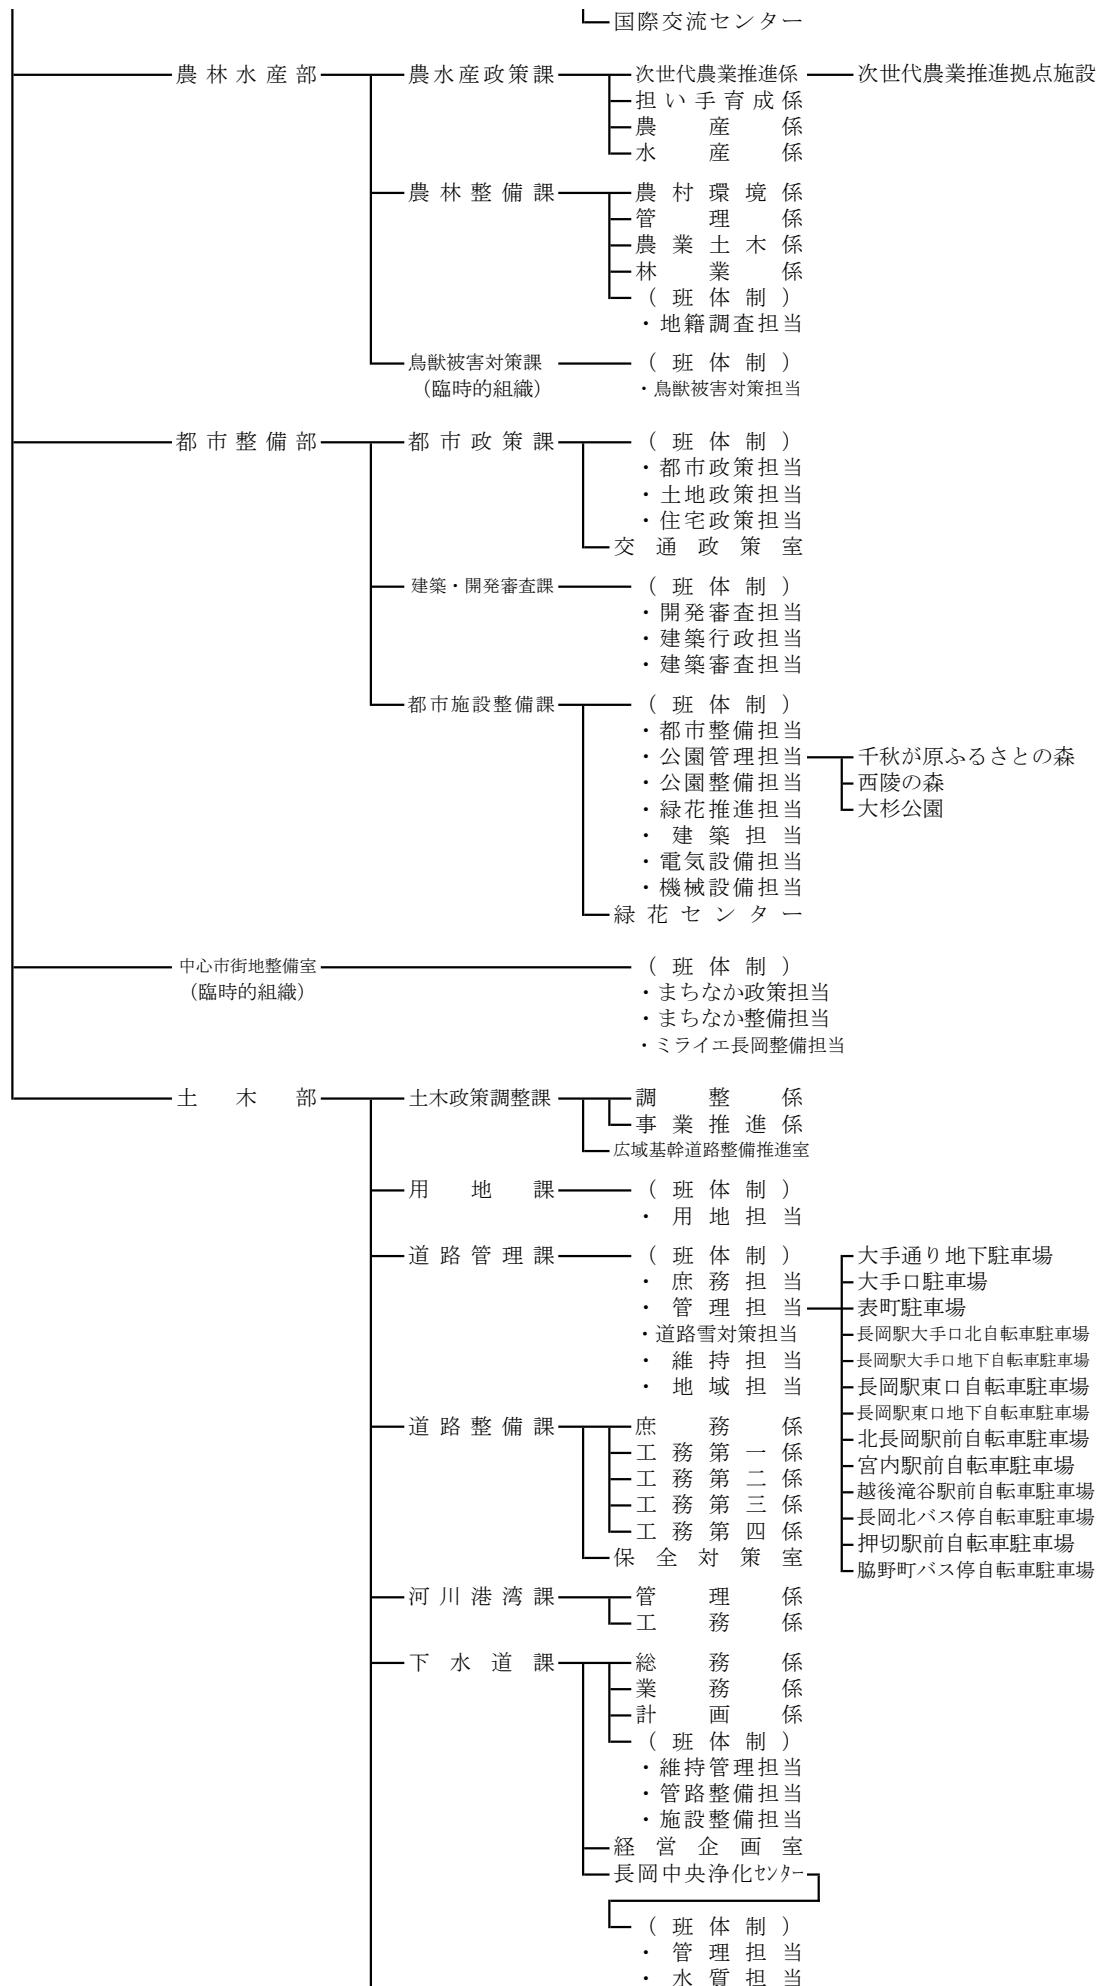 国際交流センター
農林水産部 農水産政策課 次世代農業推進係 次世代農業推進拠点施設
担い手育成係
農産係
水産係
農林整備課 農村環境係
管理係
農業土木係
林業係
（班体制）
・地籍調査担当
鳥獣被害対策課 （班体制）
（臨時的組織） ・鳥獣被害対策担当
都市整備部 都市政策課 （班体制）
・都市政策担当
・土地政策担当
・住宅政策担当
交通政策室
建築・開発審査課 （班体制）
・開発審査担当
・建築行政担当
・建築審査担当
都市施設整備課 （班体制）
・都市整備担当
・公園管理担当 千秋が原ふるさとの森
・公園整備担当 西陵の森
・緑花推進担当 大杉公園
・建築担当
・電気設備担当
・機械設備担当
緑花センター
中心市街地整備室 （班体制）
（臨時的組織） ・まちなか政策担当
・まちなか整備担当
・ミライエ長岡整備担当
土木部 土木政策調整課 調整係
事業推進係
広域基幹道路整備推進室
用地課 （班体制）
・用地担当
道路管理課 （班体制） 大手通り地下駐車場
・庶務担当 大手口駐車場
・管理担当 表町駐車場
・道路雪対策担当 長岡駅大手口北自転車駐車場
・維持担当 長岡駅大手口地下自転車駐車場
・地域担当 長岡駅東口自転車駐車場
長岡駅東口地下自転車駐車場
道路整備課 庶務係 北長岡駅前自転車駐車場
工務第一係 宮内駅前自転車駐車場
工務第二係 越後滝谷駅前自転車駐車場
工務第三係 長岡北バス停自転車駐車場
工務第四係 押切駅前自転車駐車場
保全対策室 脇野町バス停自転車駐車場
河川港湾課 管理係
工務係
下水道課 総務係
業務係
計画係
（班体制）
・維持管理担当
・管路整備担当
・施設整備担当
経営企画室
長岡中央浄化センター
（班体制）
・管理担当
・水質担当